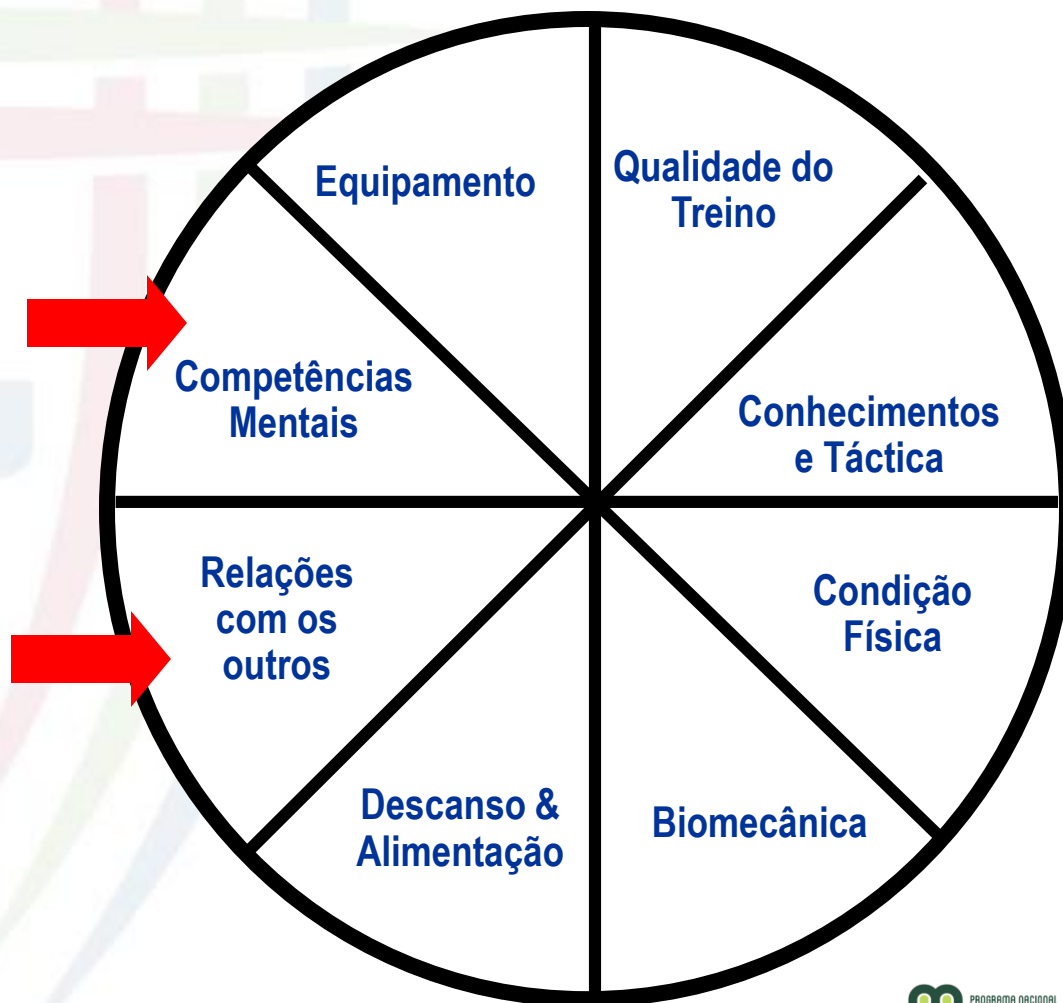 Equipamento
Qualidade do
Treino
Competências
Mentais
Conhecimentos
e Táctica
Relações
com os
outros
Condição
Física
Descanso &
Alimentação
Biomecânica
PROGRAMA NACIONAL